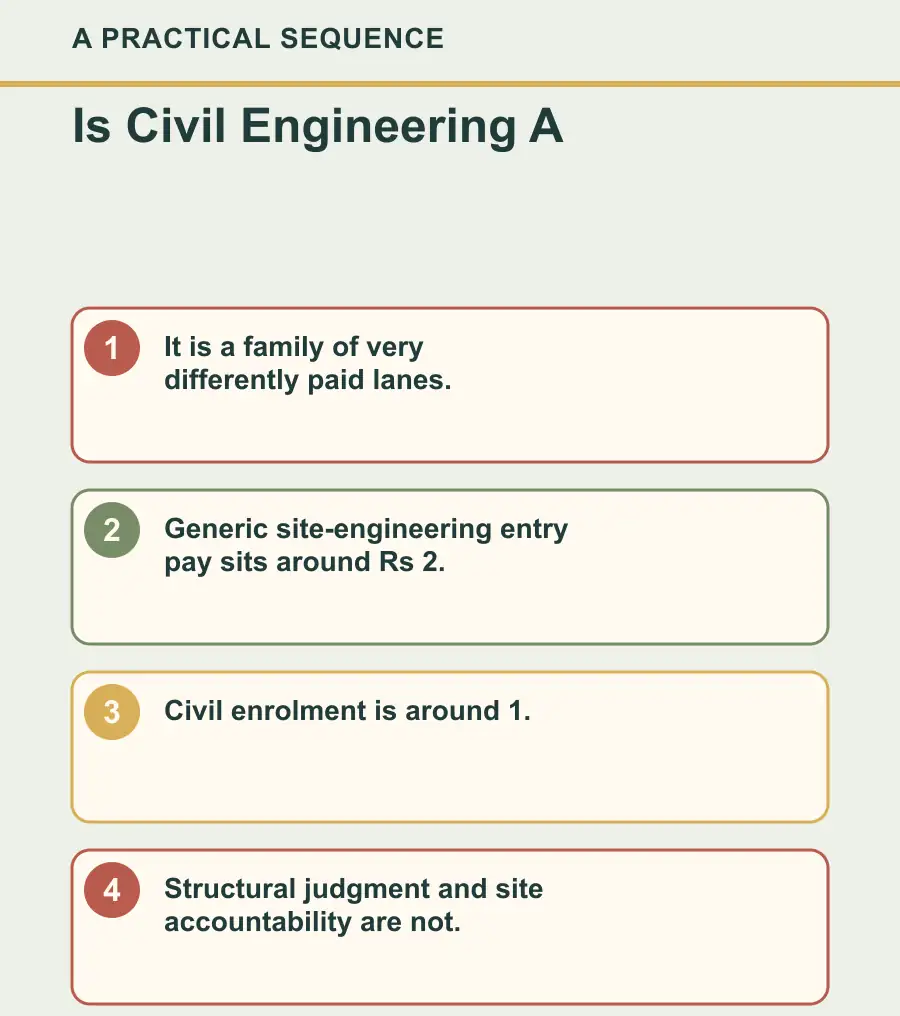 A PRACTICAL SEQUENCE
Is Civil Engineering A
1
It is a family of very
differently paid lanes.
2
Generic site-engineering entry
pay sits around Rs 2.
3
Civil enrolment is around 1.
4
Structural judgment and site
accountability are not.